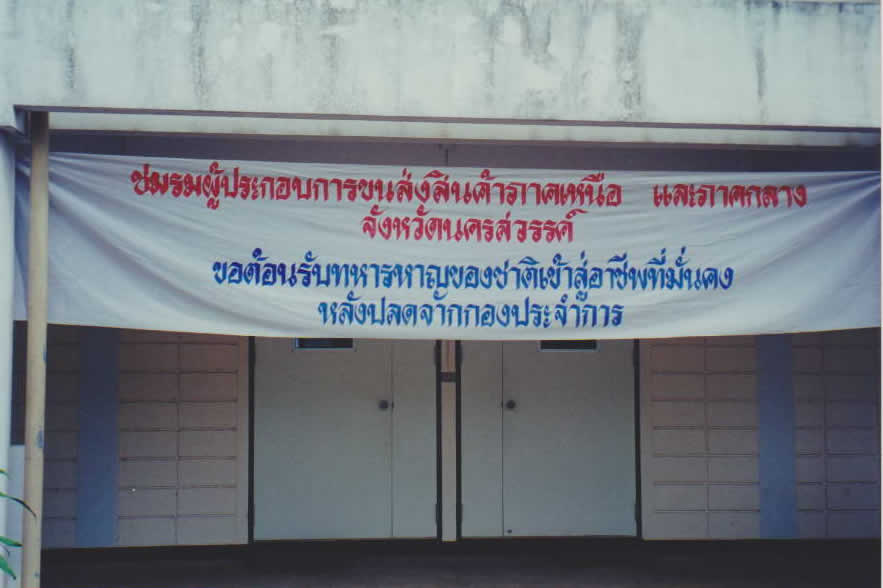 ชมรมผู้ประกอบการขนส่งสินค้าภาคเหนือ และภาคกลาง
จังหวัดนครสวรรค์
ขอต้อนรับทหารหาญของชาติเข้าสู่อาชีพที่มั่นคง
หลังปลดจากกองประจำการ